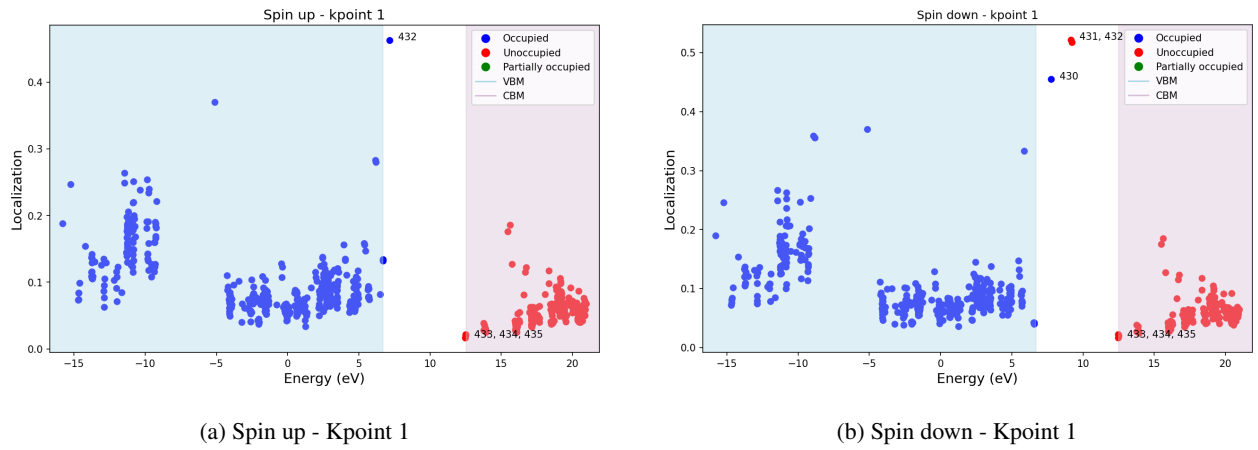 Spin up - kpoint 1
Localization
0.4
0.3
0.2
0.1
0.0
−15
−10
−5
0
5
10
15
20
Energy (eV)
432
433, 434, 435
Occupied
Unoccupied
Partially occupied
VBM
CBM
(a) Spin up - Kpoint 1
Spin down - kpoint 1
Localization
0.5
0.4
0.3
0.2
0.1
0.0
−15
−10
−5
0
5
10
15
20
Energy (eV)
431, 432
430
433, 434, 435
Occupied
Unoccupied
Partially occupied
VBM
CBM
(b) Spin down - Kpoint 1